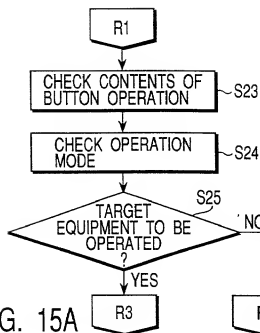 R1
CHECK CONTENTS OF
BUTTON OPERATION
S23
CHECK OPERATION
MODE
S24
S25
TARGET
EQUIPMENT TO BE
OPERATED
?
NO
YES
G. 15A
R3